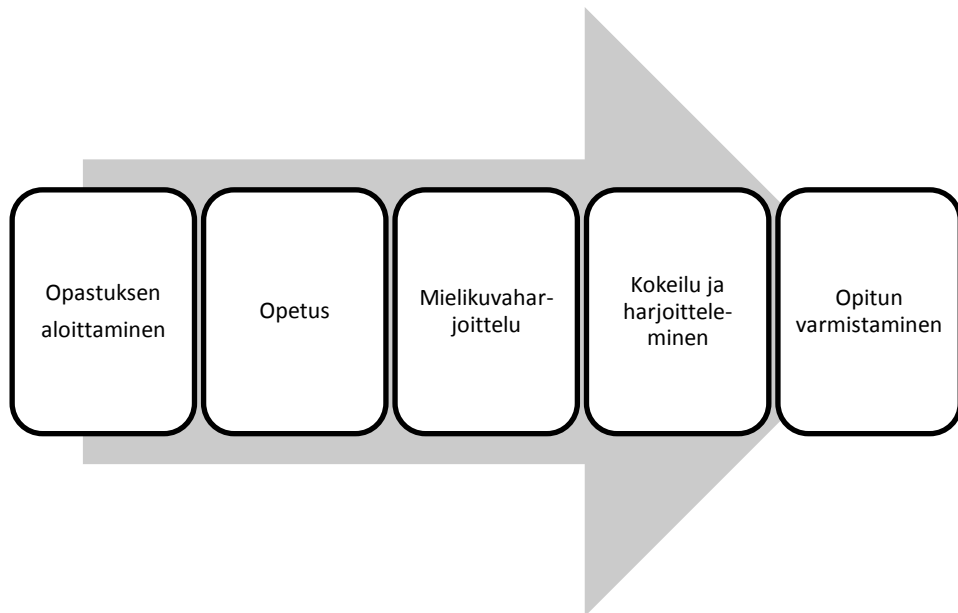 Opastuksen
aloittaminen
Opetus
Mielikuvahar-
joittelu
Kokeilu ja
harjoittele-
minen
Opitun
varmistaminen